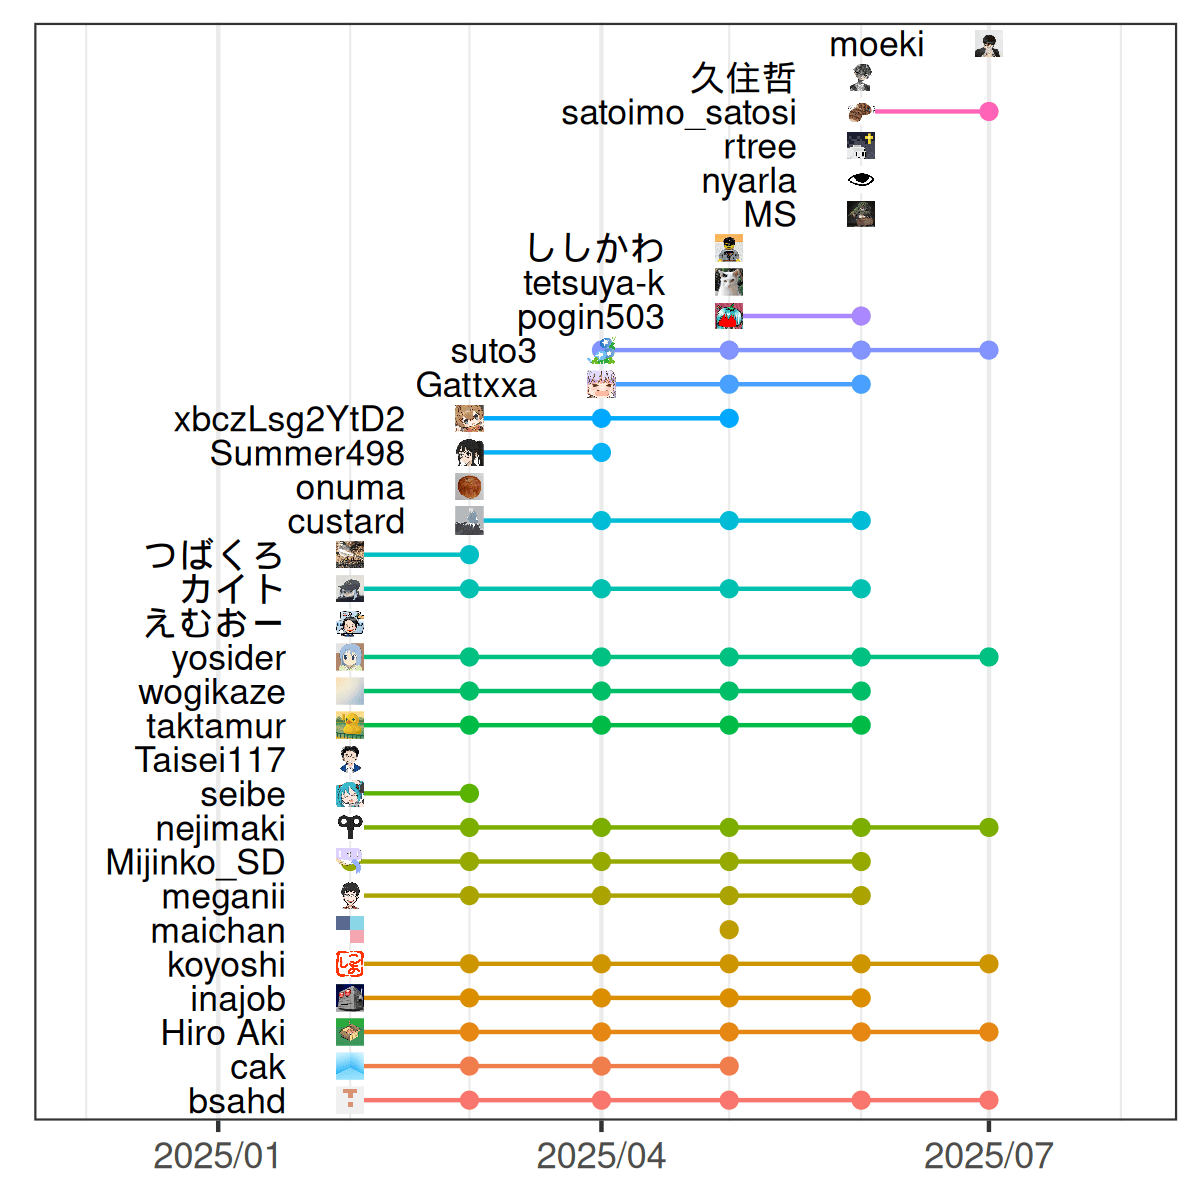 moeki
久住哲
satoimo_satosi
rtree
nyarla
MS
ししかわ
tetsuya-k
pogin503
suto3
Gattxxa
xbczLsg2YtD2
Summer498
onuma
custard
つばくろ
カイト
えむおー
yosider
wogikaze
taktamur
Taisei117
seibe
nejimaki
Mijinko_SD
meganii
maichan
koyoshi
inajob
Hiro Aki
cak
bsahd
2025/01 2025/04 2025/07